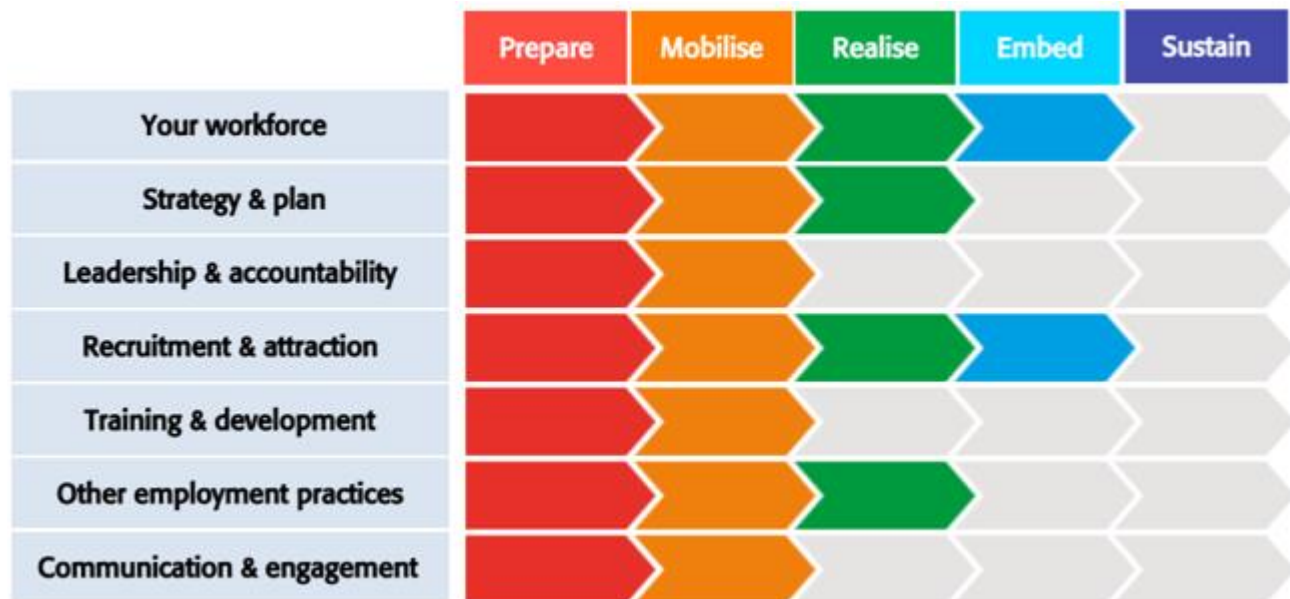 Prepare Mobilise Realise Embed Sustain
Your workforce
Strategy & plan
Leadership & accountability
Recruitment & attraction
Training & development
Other employment practices
Communication & engagement